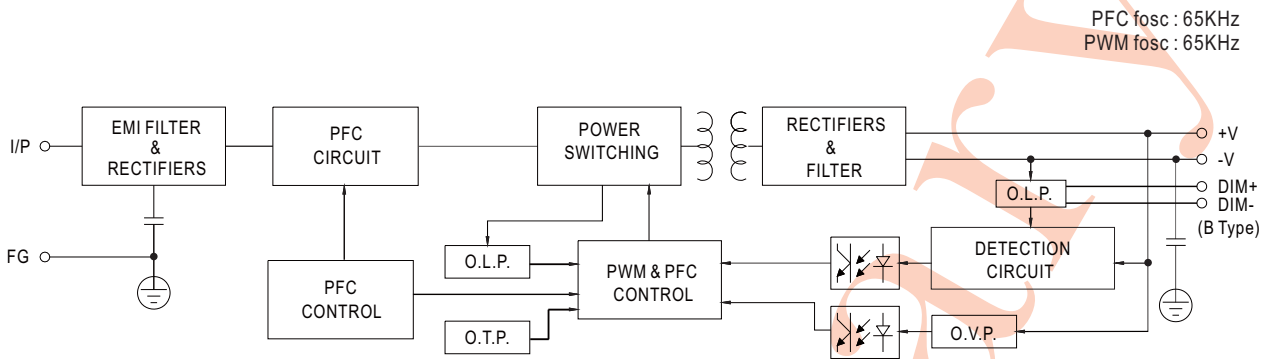 PFC fosc : 65KHz
PWM fosc : 65KHz
I/P
EMI FILTER
&
RECTIFIERS
PFC
CIRCUIT
POWER
SWITCHING
RECTIFIERS
&
FILTER
+V
-V
O.L.P.
DIM+
DIM-
(B Type)
FG
PFC
CONTROL
O.L.P.
O.T.P.
PWM & PFC
CONTROL
DETECTION
CIRCUIT
O.V.P.